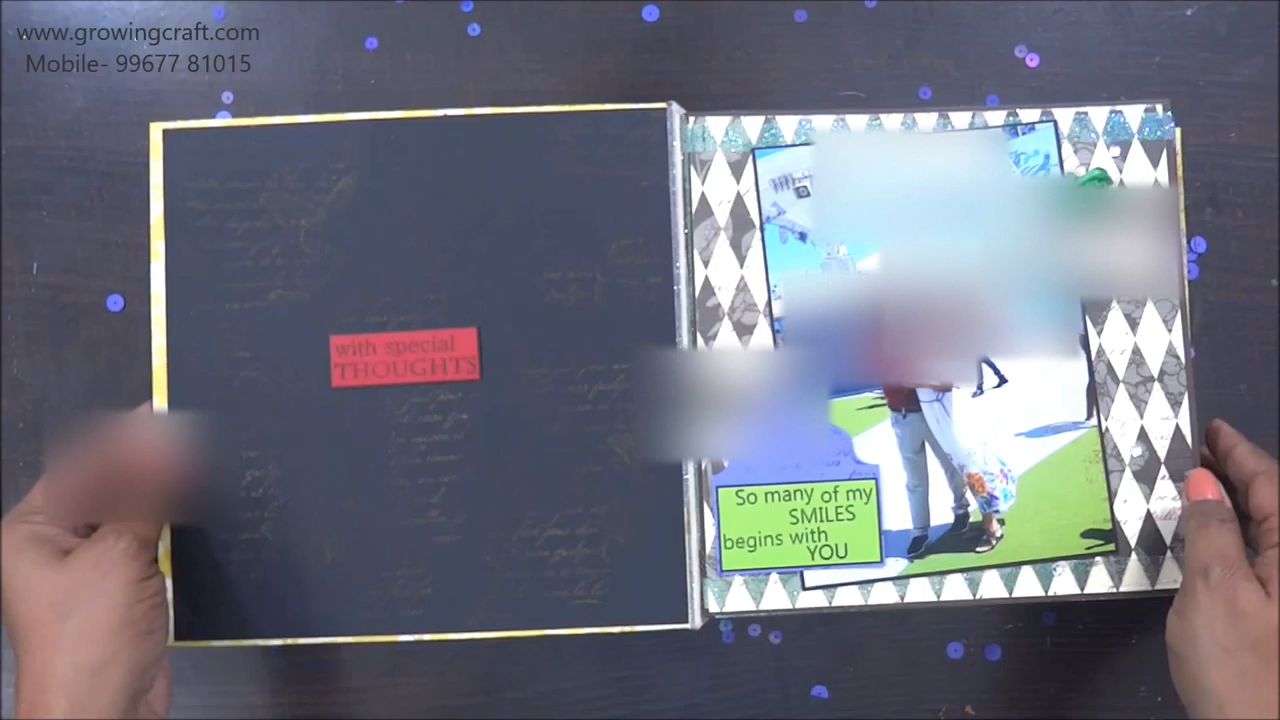 www.growingcraft.com
Mobile- 99677 81015
with special
THOUGHTS
So many of my
SMILES
begins with
YOU